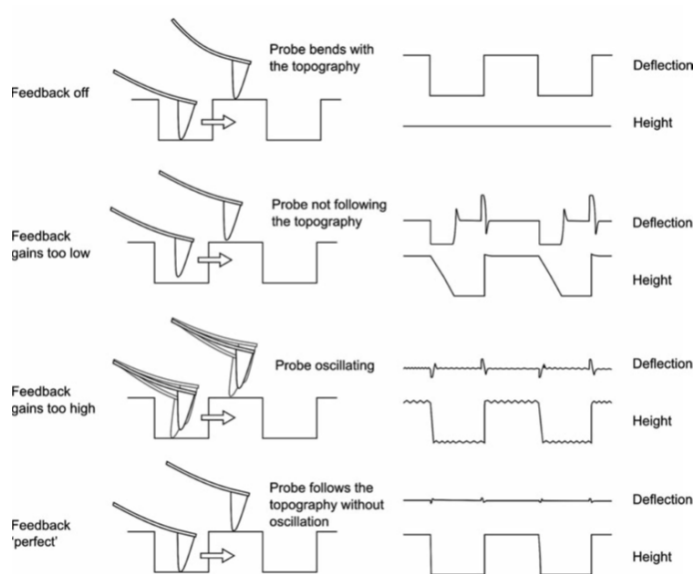 Feedback off
Probe bends with
the topography
Deflection
Height
Feedback
gains too low
Probe not following
the topography
Deflection
Height
Feedback
gains too high
Probe oscillating
Deflection
Height
Feedback
'perfect'
Probe follows the
topography without
oscillation
Deflection
Height